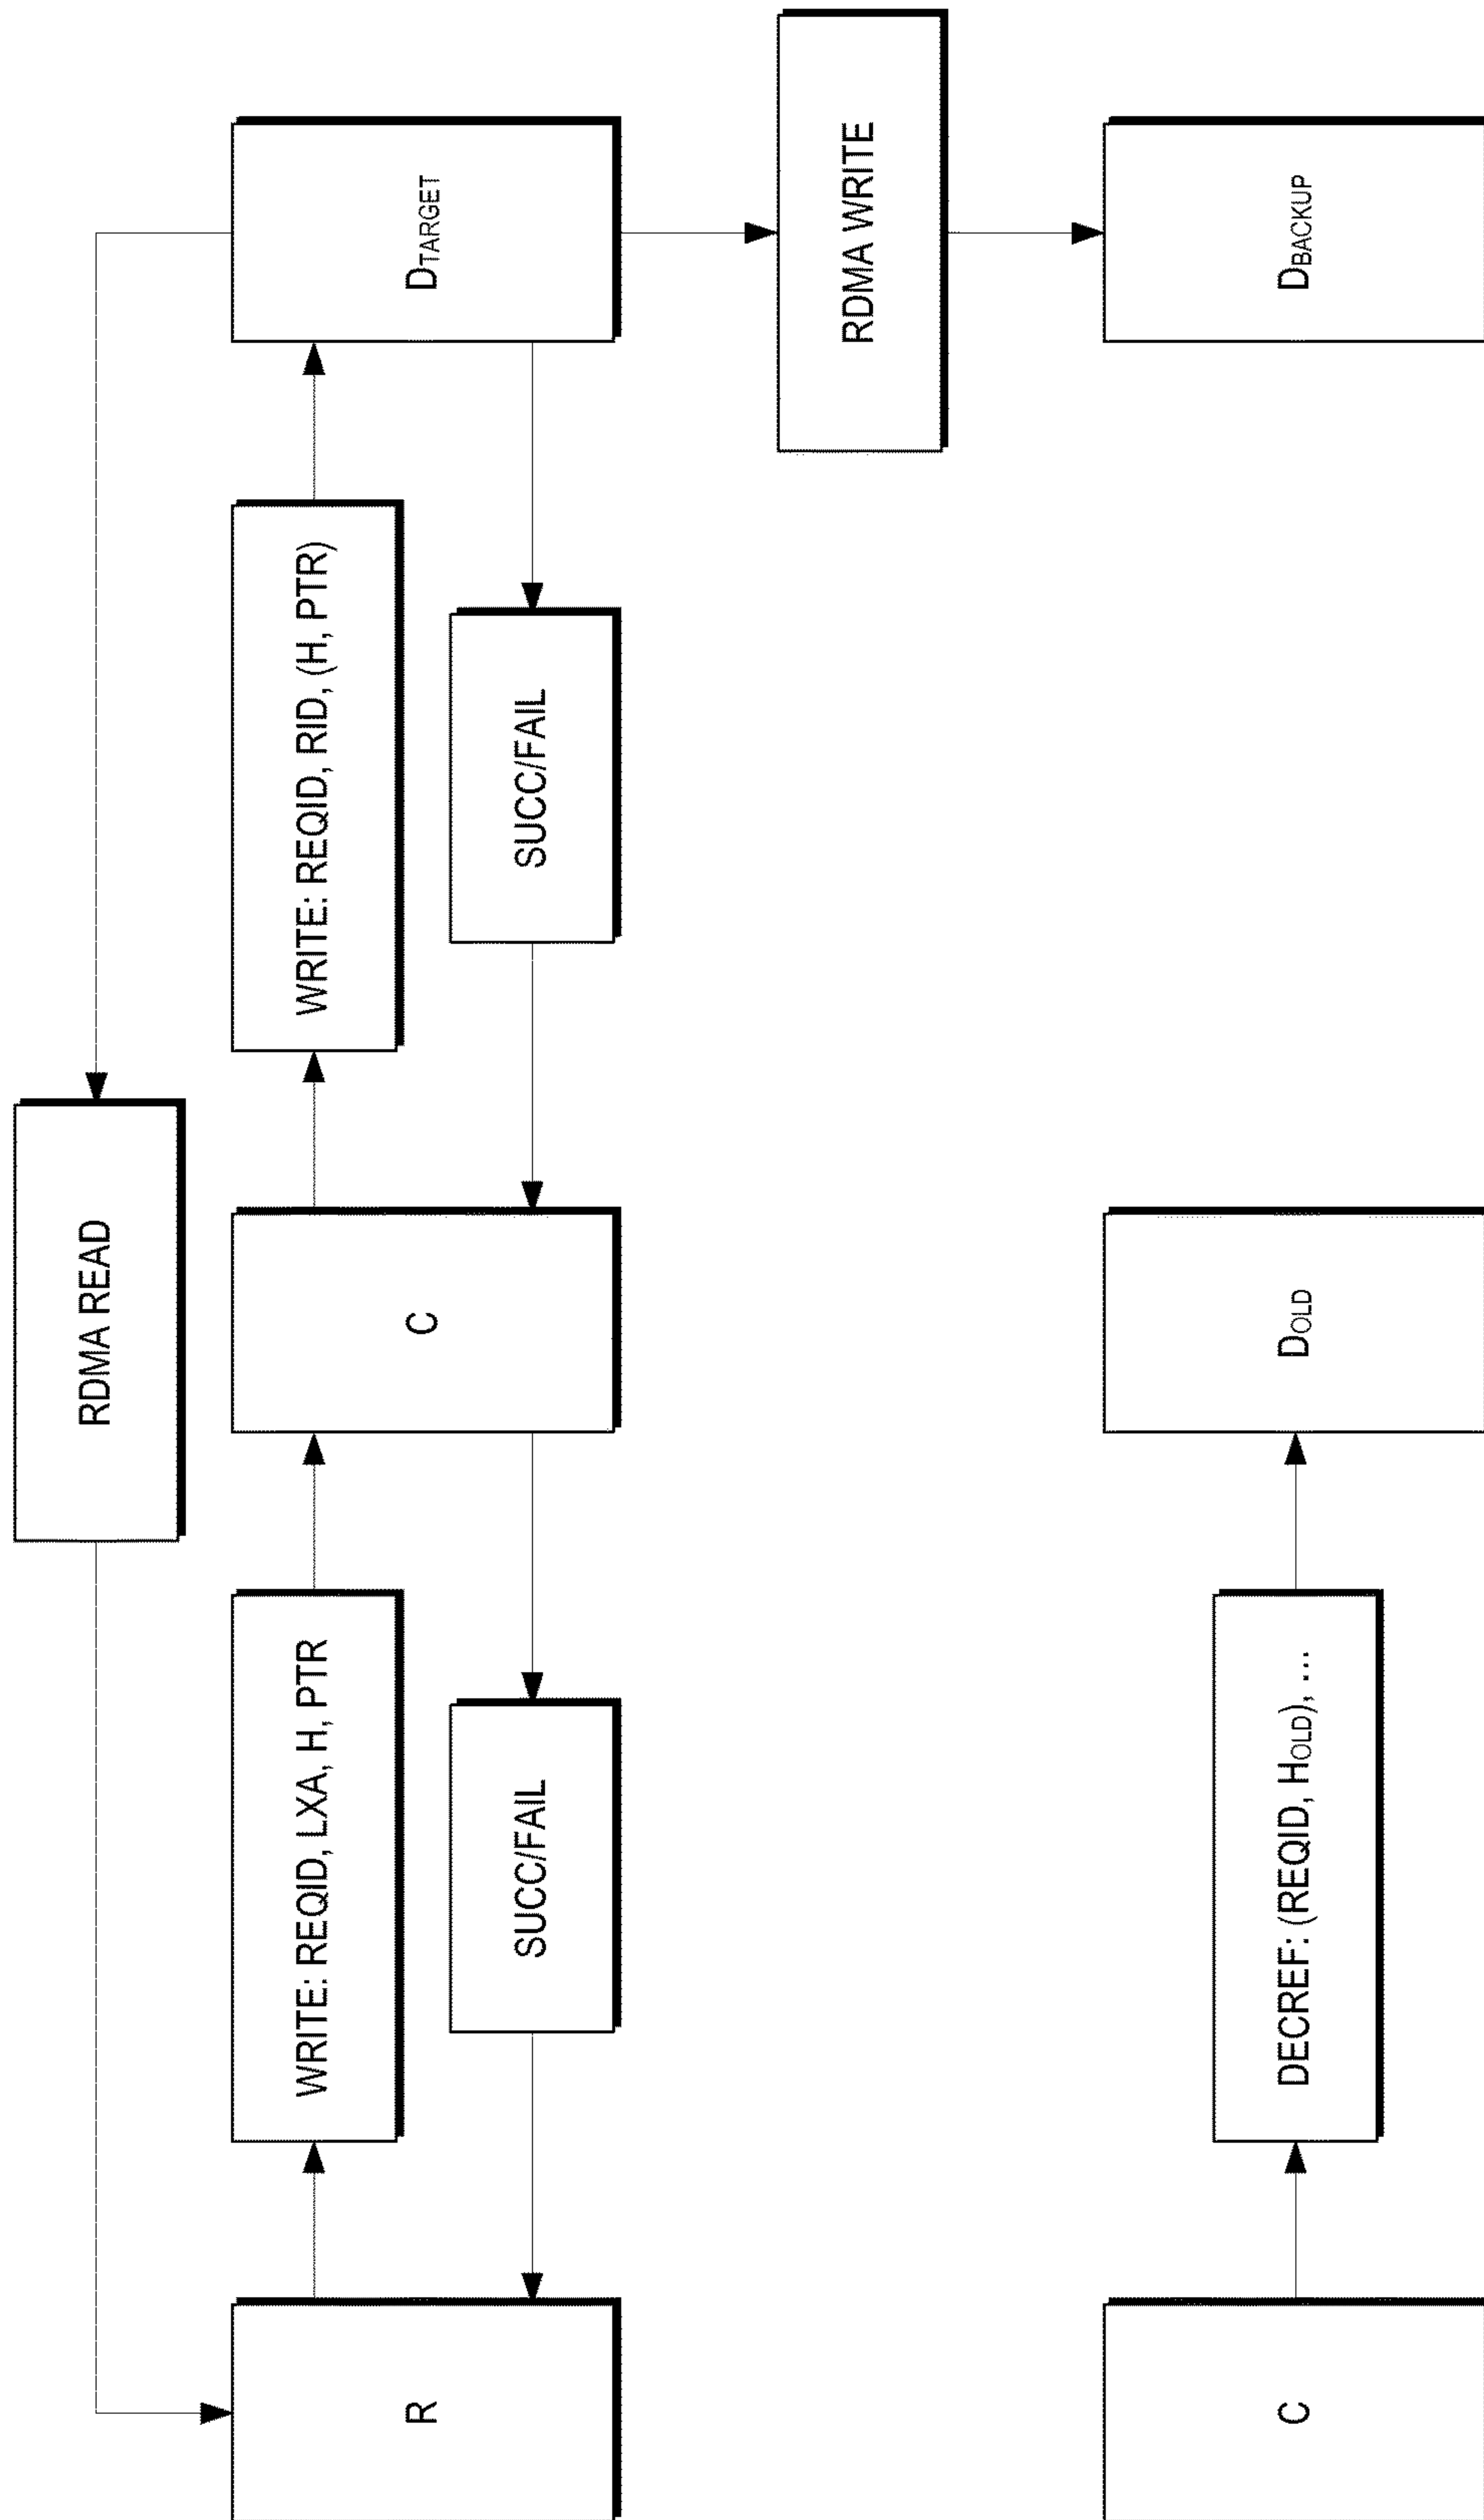 RDMA READ
R
WRITE: REQID, LXA, H, PTR
C
WRITE: REQID, RID, (H, PTR)
DTARGET
SUCC/FAIL
SUCC/FAIL
RDMA WRITE
C
DECREF: (REQID, HOLD), ...
DOLD
DBACKUP